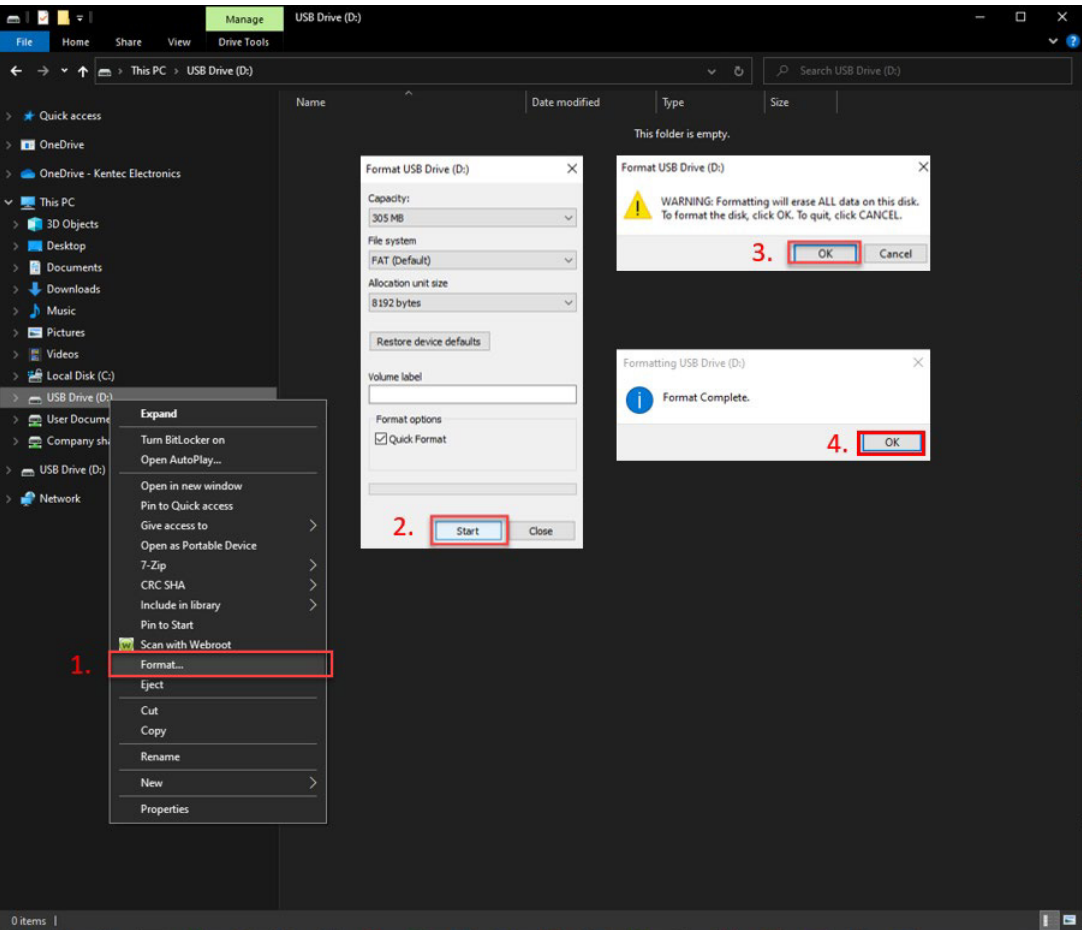 Manage
USB Drive (D:)
File
Home
Share
View
Drive Tools
This PC
USB Drive (D:)
Search USB Drive (D:)
Name
Date modified
Type
Size
This folder is empty.
Quick access
OneDrive
OneDrive - Kentec Electronics
This PC
3D Objects
Desktop
Documents
Downloads
Music
Pictures
Videos
Local Disk (C:)
USB Drive (D:)
User Docume
Company sha
USB Drive (D:)
Network
Expand
Turn BitLocker on
Open AutoPlay...
Open in new window
Pin to Quick access
Give access to
Open as Portable Device
7-Zip
CRC SHA
Include in library
Pin to Start
Scan with Webroot
1.
Format...
Eject
Cut
Copy
Rename
New
Properties
Format USB Drive (D:)
Capacity:
305 MB
File system
FAT (Default)
Allocation unit size
8192 bytes
Restore device defaults
Volume label
Format options
Quick Format
2.
Start
Close
Format USB Drive (D:)
WARNING: Formatting will erase ALL data on this disk.
To format the disk, click OK. To quit, click CANCEL.
3.
OK
Cancel
Formatting USB Drive (D:)
Format Complete.
4.
OK
0 items